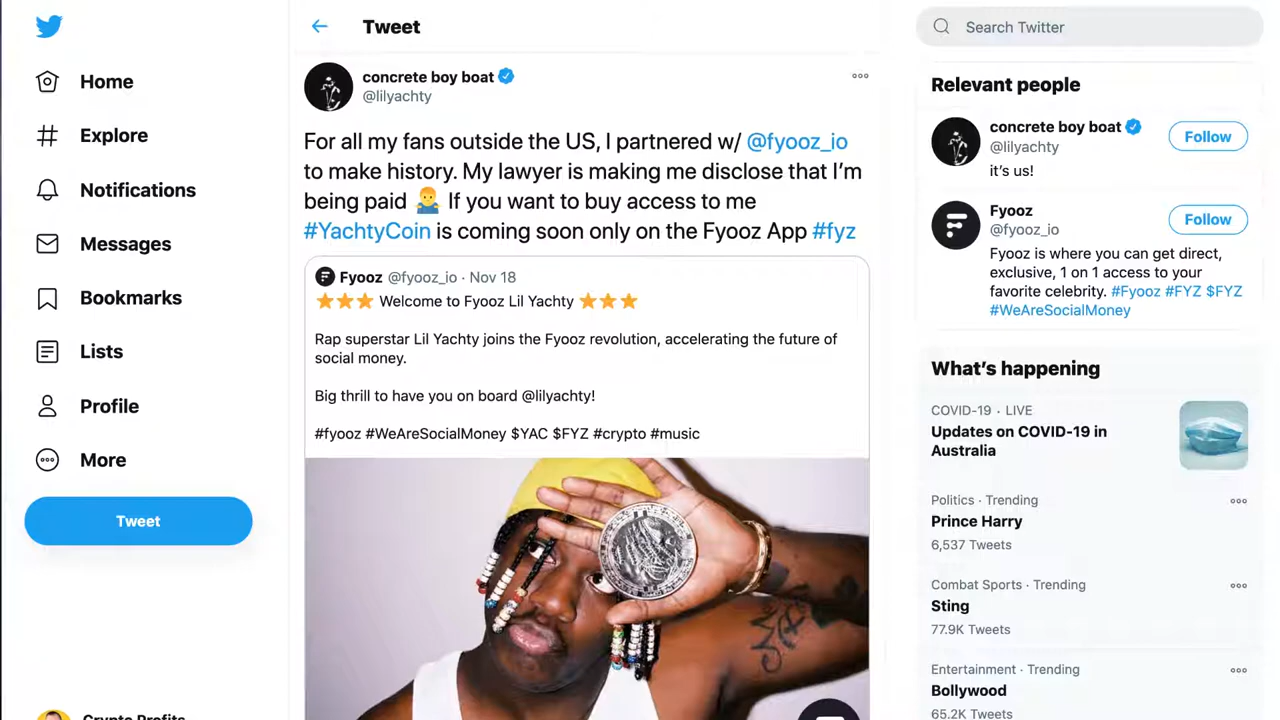 Home
Explore
Notifications
Messages
Bookmarks
Lists
Profile
More
Tweet
Crypto Profits
Tweet
concrete boy boat
@lilyachty
For all my fans outside the US, I partnered w/ @fyooz_io
to make history. My lawyer is making me disclose that I’m
being paid 🤷‍♂️ If you want to buy access to me
#YachtyCoin is coming soon only on the Fyooz App #fyz
Fyooz @fyooz_io · Nov 18
⭐⭐⭐ Welcome to Fyooz Lil Yachty ⭐⭐⭐
Rap superstar Lil Yachty joins the Fyooz revolution, accelerating the future of
social money.
Big thrill to have you on board @lilyachty!
#fyooz #WeAreSocialMoney $YAC $FYZ #crypto #music
Search Twitter
Relevant people
concrete boy boat
@lilyachty
Follow
it’s us!
Fyooz
@fyooz_io
Follow
Fyooz is where you can get direct,
exclusive, 1 on 1 access to your
favorite celebrity. #Fyooz #FYZ $FYZ
#WeAreSocialMoney
What’s happening
COVID-19 · LIVE
Updates on COVID-19 in
Australia
Politics · Trending
Prince Harry
6,537 Tweets
Combat Sports · Trending
Sting
77.9K Tweets
Entertainment · Trending
Bollywood
65.2K Tweets